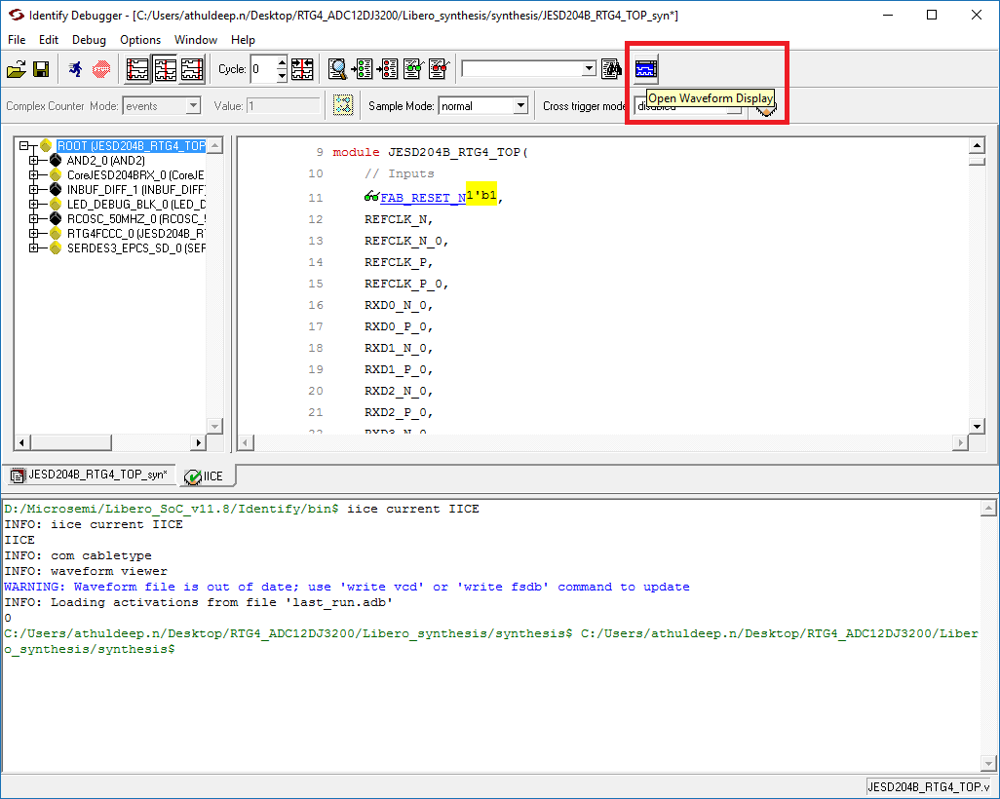 Identify Debugger - [C:/Users/athuldeep.n/Desktop/RTG4_ADC12DJ3200/Libero_synthesis/synthesis/JESD204B_RTG4_TOP_syn*]
File Edit Debug Options Window Help
Cycle: 0
Complex Counter Mode: events Value: 1 Sample Mode: normal Cross trigger mode
Open Waveform Display
ROOT (JESD204B_RTG4_TOP
AND2_0 (AND2)
CoreJESD204BRX_0 (CoreJE
INBUF_DIFF_1 (INBUF_DIFF
LED_DEBUG_BLK_0 (LED_D
RCOSC_50MHZ_0 (RCOSC_5
RTG4FCCC_0 (JESD204B_R
SERDES3_EPCS_SD_0 (SEF
9 module JESD204B_RTG4_TOP(
10 // Inputs
11 FAB_RESET_N 1'b1,
12 REFCLK_N,
13 REFCLK_N_0,
14 REFCLK_P,
15 REFCLK_P_0,
16 RXD0_N_0,
17 RXD0_P_0,
18 RXD1_N_0,
19 RXD1_P_0,
20 RXD2_N_0,
21 RXD2_P_0,
22 RXD3_N_0
JESD204B_RTG4_TOP_syn* IICE
D:/Microsemi/Libero_SoC_v11.8/Identify/bin$ iice current IICE
INFO: iice current IICE
IICE
INFO: com cabletype
INFO: waveform viewer
WARNING: Waveform file is out of date; use 'write vcd' or 'write fsdb' command to update
INFO: Loading activations from file 'last_run.adb'
0
C:/Users/athuldeep.n/Desktop/RTG4_ADC12DJ3200/Libero_synthesis/synthesis$ C:/Users/athuldeep.n/Desktop/RTG4_ADC12DJ3200/Liber
o_synthesis/synthesis$
JESD204B_RTG4_TOP.v